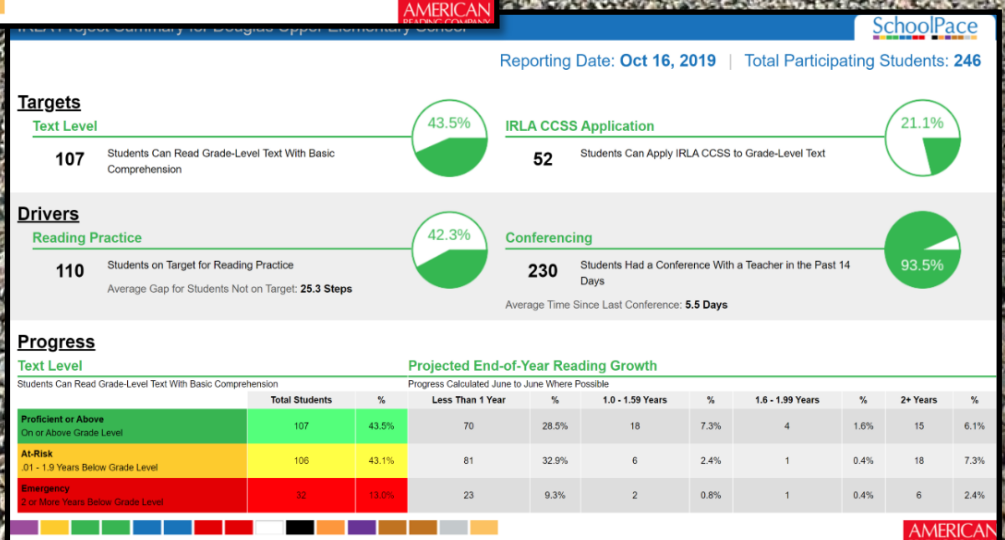 AMERICAN
READING COMPANY
IRLA Project Summary for Douglas Upper Elementary School
SchoolPace
Reporting Date: Oct 16, 2019 | Total Participating Students: 246
Targets
Text Level
43.5%
107 Students Can Read Grade-Level Text With Basic
Comprehension
IRLA CCSS Application
21.1%
52 Students Can Apply IRLA CCSS to Grade-Level Text
Drivers
Reading Practice
42.3%
110 Students on Target for Reading Practice
Average Gap for Students Not on Target: 25.3 Steps
Conferencing
93.5%
230 Students Had a Conference With a Teacher in the Past 14
Days
Average Time Since Last Conference: 5.5 Days
Progress
Text Level Projected End-of-Year Reading Growth
Students Can Read Grade-Level Text With Basic Comprehension Progress Calculated June to June Where Possible
Total Students % Less Than 1 Year % 1.0 - 1.59 Years % 1.6 - 1.99 Years % 2+ Years %
Proficient or Above
On or Above Grade Level
107 43.5% 70 28.5% 18 7.3% 4 1.6% 15 6.1%
At-Risk
.01 - 1.9 Years Below Grade Level
106 43.1% 81 32.9% 6 2.4% 1 0.4% 18 7.3%
Emergency
2 or More Years Below Grade Level
32 13.0% 23 9.3% 2 0.8% 1 0.4% 6 2.4%
AMERICAN